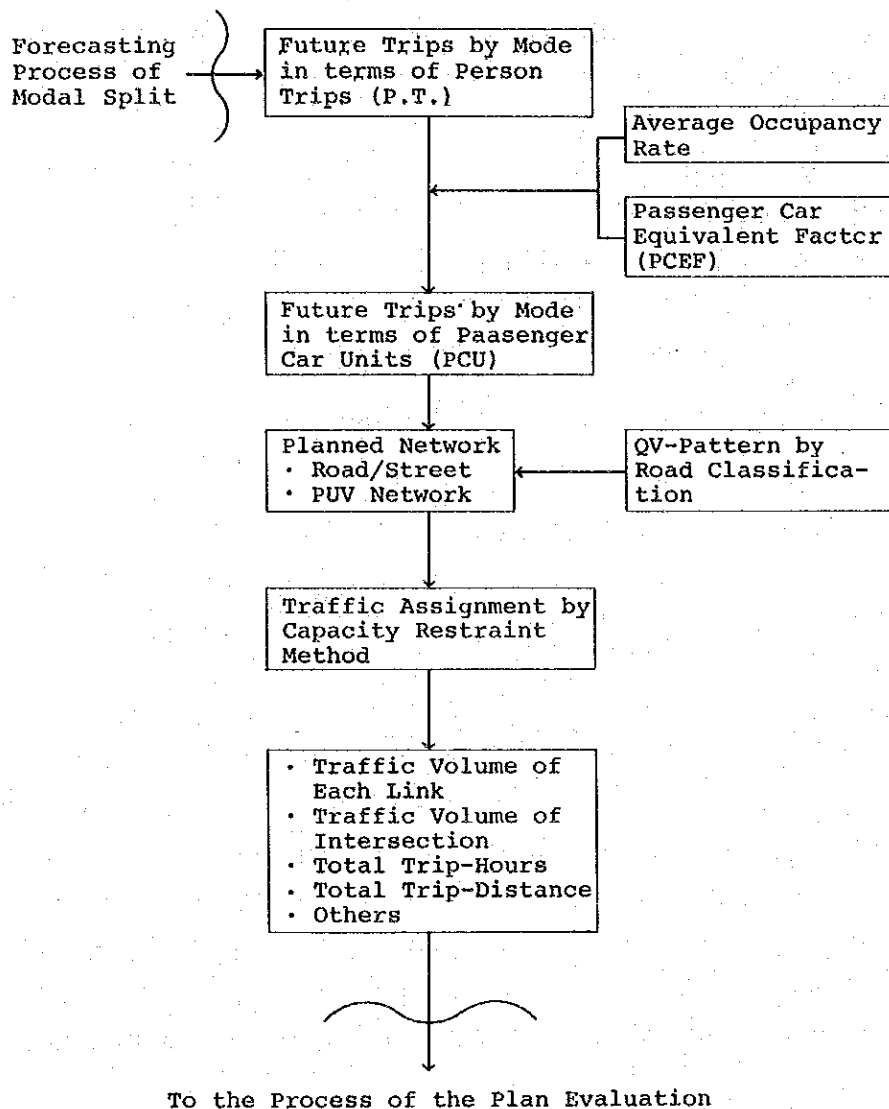 Forecasting
Process of
Modal Split
Future Trips by Mode
in terms of Person
Trips (P.T.)
Average Occupancy
Rate
Passenger Car
Equivalent Factor
(PCEF)
Future Trips by Mode
in terms of Paasenger
Car Units (PCU)
Planned Network
· Road/Street
· PUV Network
QV-Pattern by
Road Classifica-
tion
Traffic Assignment by
Capacity Restraint
Method
· Traffic Volume of
Each Link
· Traffic Volume of
Intersection
· Total Trip-Hours
· Total Trip-Distance
· Others
To the Process of the Plan Evaluation